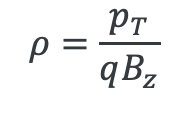 ρ = p_T / qB_z